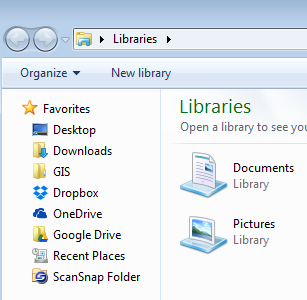 Libraries
Organize
New library
Favorites
Desktop
Downloads
GIS
Dropbox
OneDrive
Google Drive
Recent Places
ScanSnap Folder
Libraries
Open a library to see you
Documents
Library
Pictures
Library